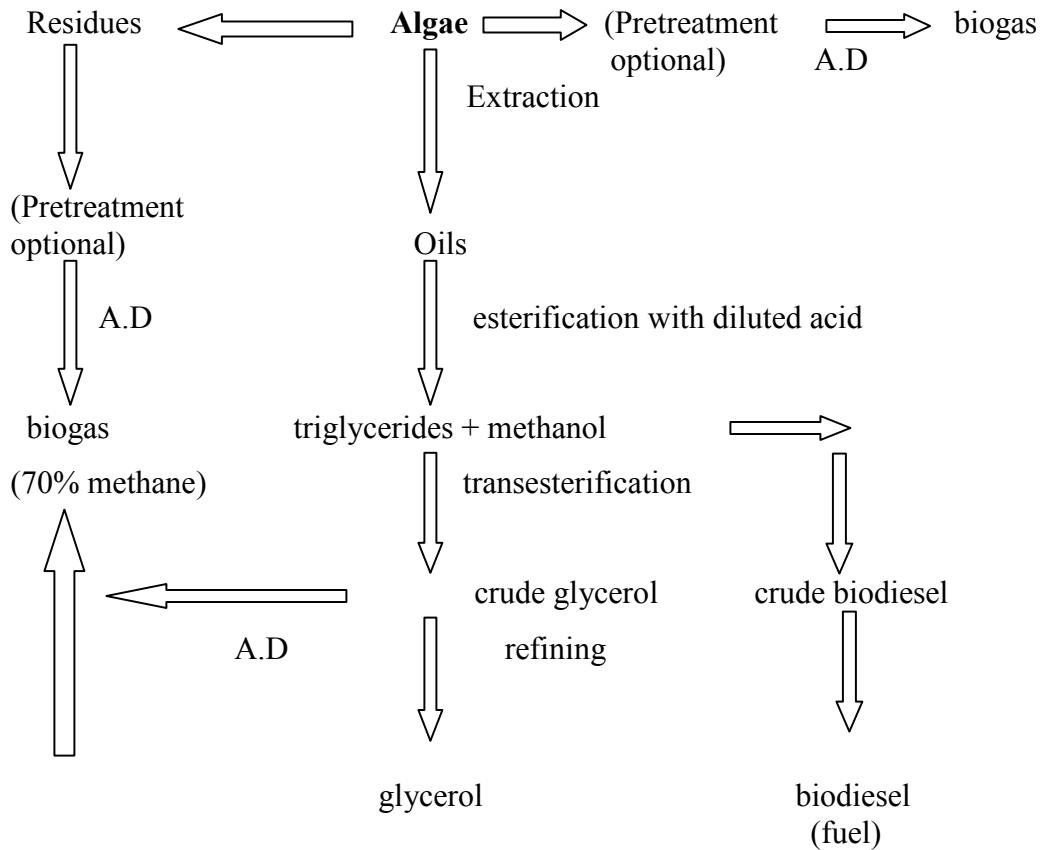 Residues
Algae
(Pretreatment
optional)
biogas
A.D
Extraction
(Pretreatment
optional)
Oils
A.D
esterification with diluted acid
biogas
triglycerides + methanol
(70% methane)
transesterification
crude glycerol
crude biodiesel
A.D
refining
glycerol
biodiesel
(fuel)